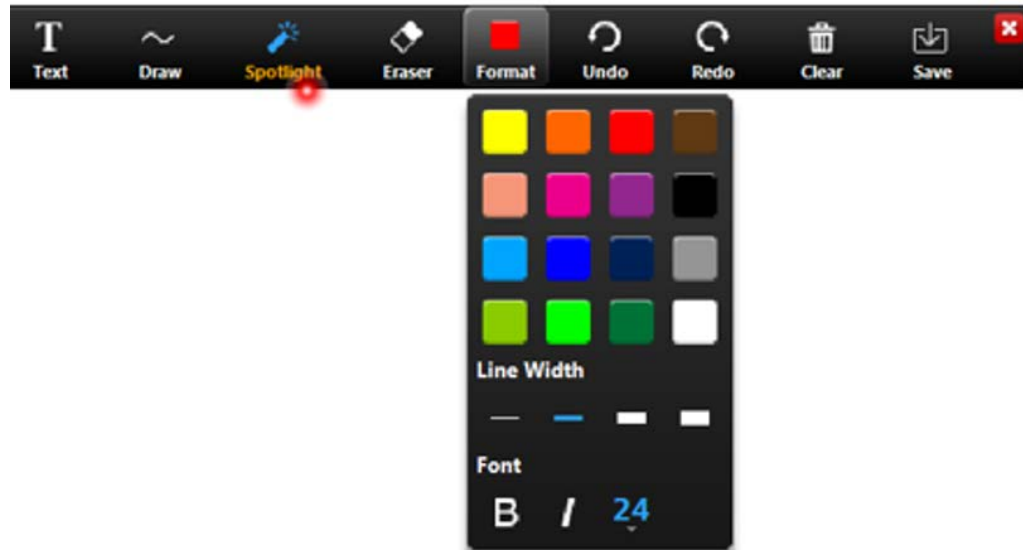 Text Draw Spotlight Eraser Format Undo Redo Clear Save
Line Width
Font
B I 24